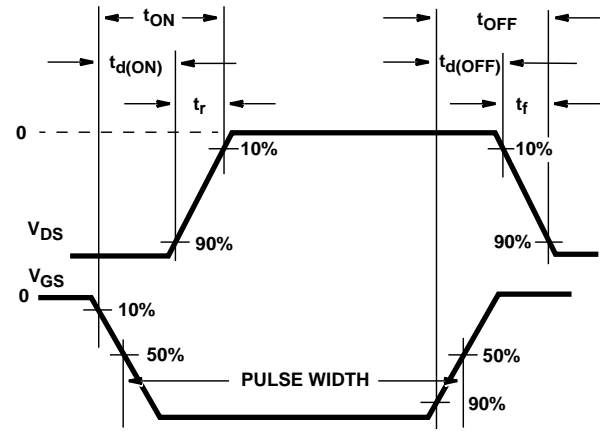 tON
tOFF
td(ON)
td(OFF)
tr
tf
0
10%
10%
VDS
90%
90%
VGS
0
10%
50%
50%
PULSE WIDTH
90%